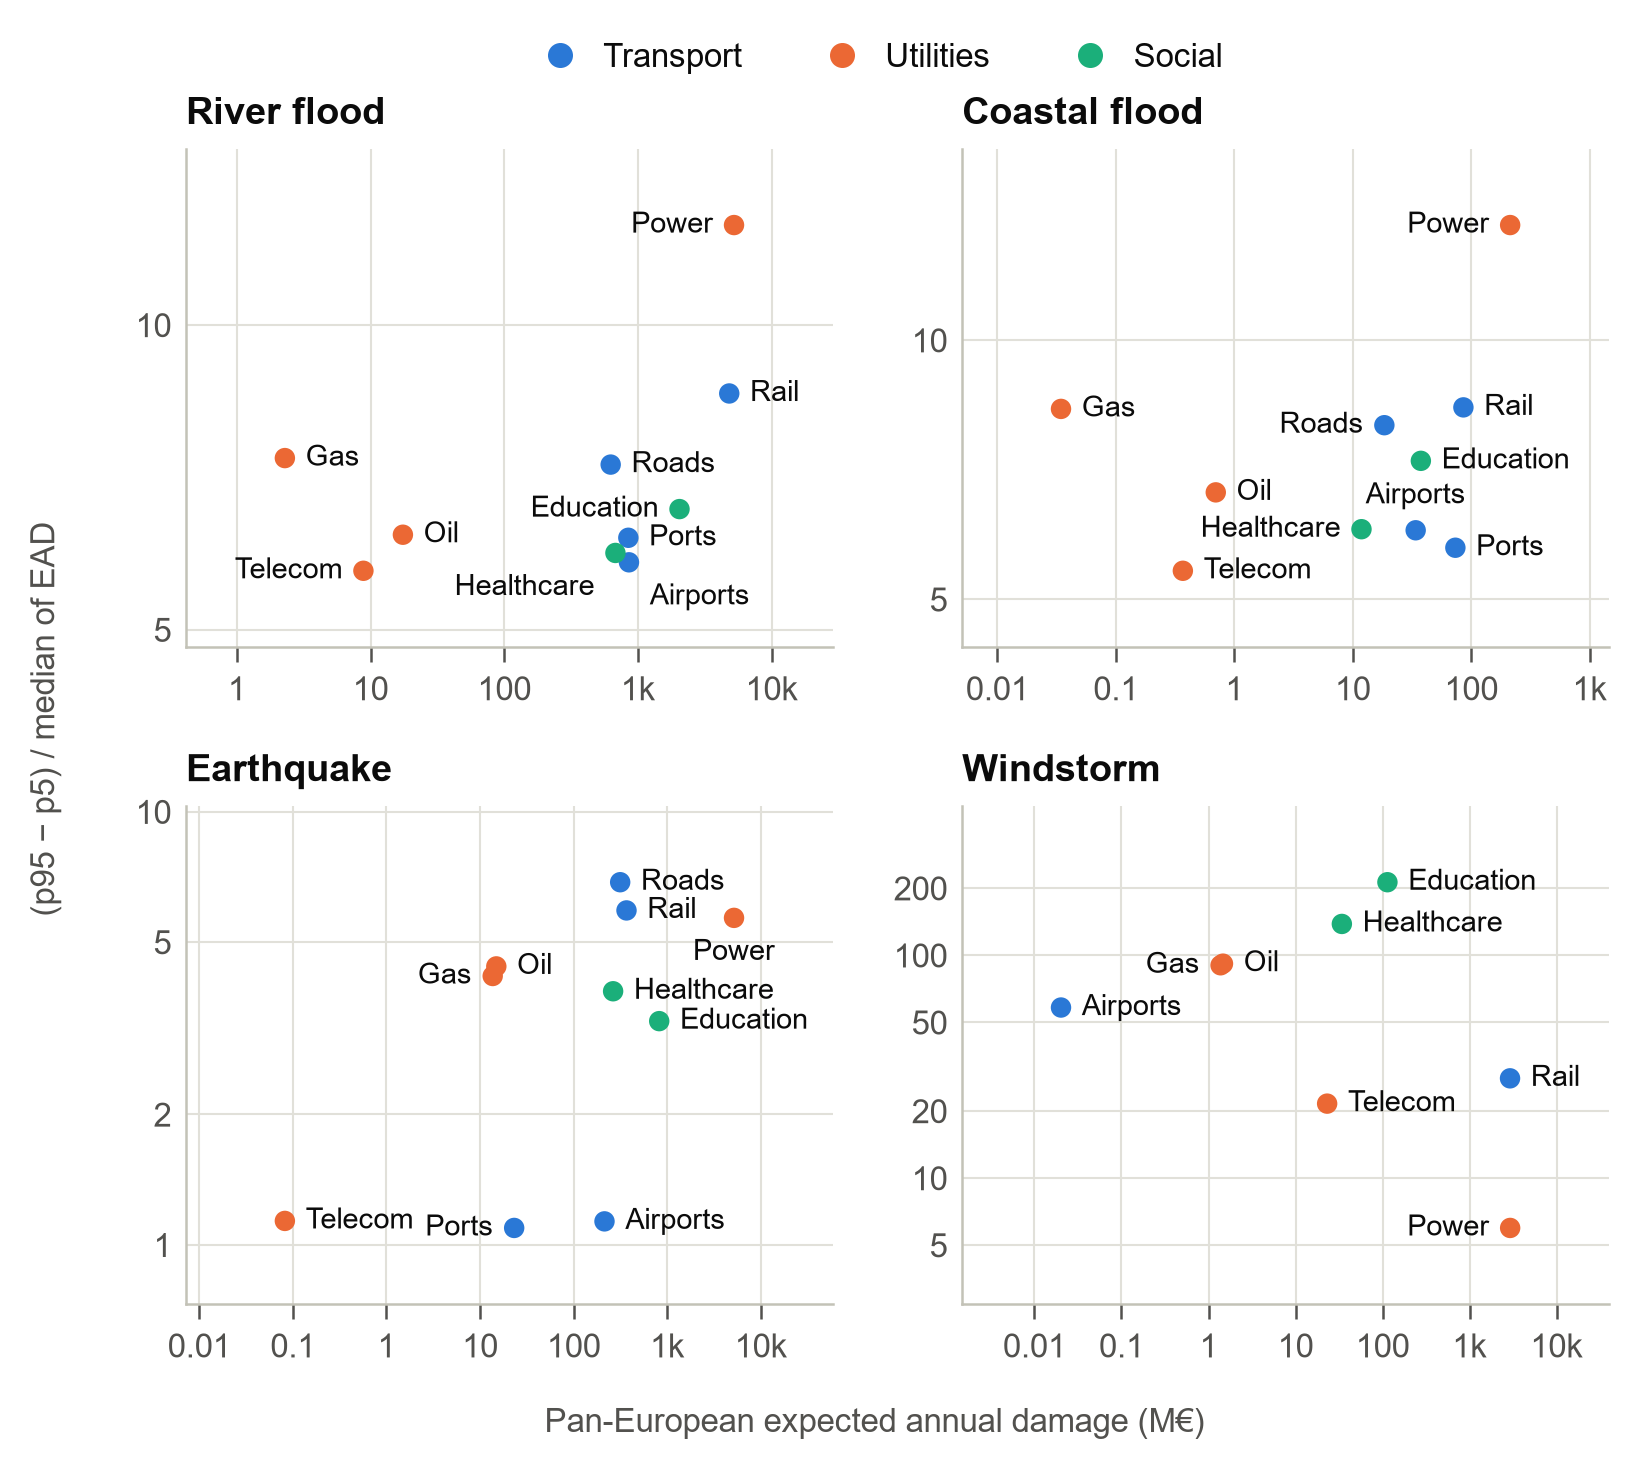 Transport Utilities Social
River flood
Power
10
Rail
Gas
Roads
Education
Oil
Ports
Telecom
Healthcare
Airports
5
1 10 100 1k 10k
Coastal flood
Power
10
Gas
Rail
Roads
Education
Oil
Airports
Healthcare
Ports
Telecom
5
0.01 0.1 1 10 100 1k
(p95 − p5) / median of EAD
Earthquake
10
Roads
Rail
Power
5
Oil
Gas
Healthcare
Education
2
Telecom
Ports
Airports
1
0.01 0.1 1 10 100 1k 10k
Windstorm
Education
200
Healthcare
100
Gas
Oil
Airports
50
Rail
Telecom
20
10
Power
5
0.01 0.1 1 10 100 1k 10k
Pan-European expected annual damage (M€)